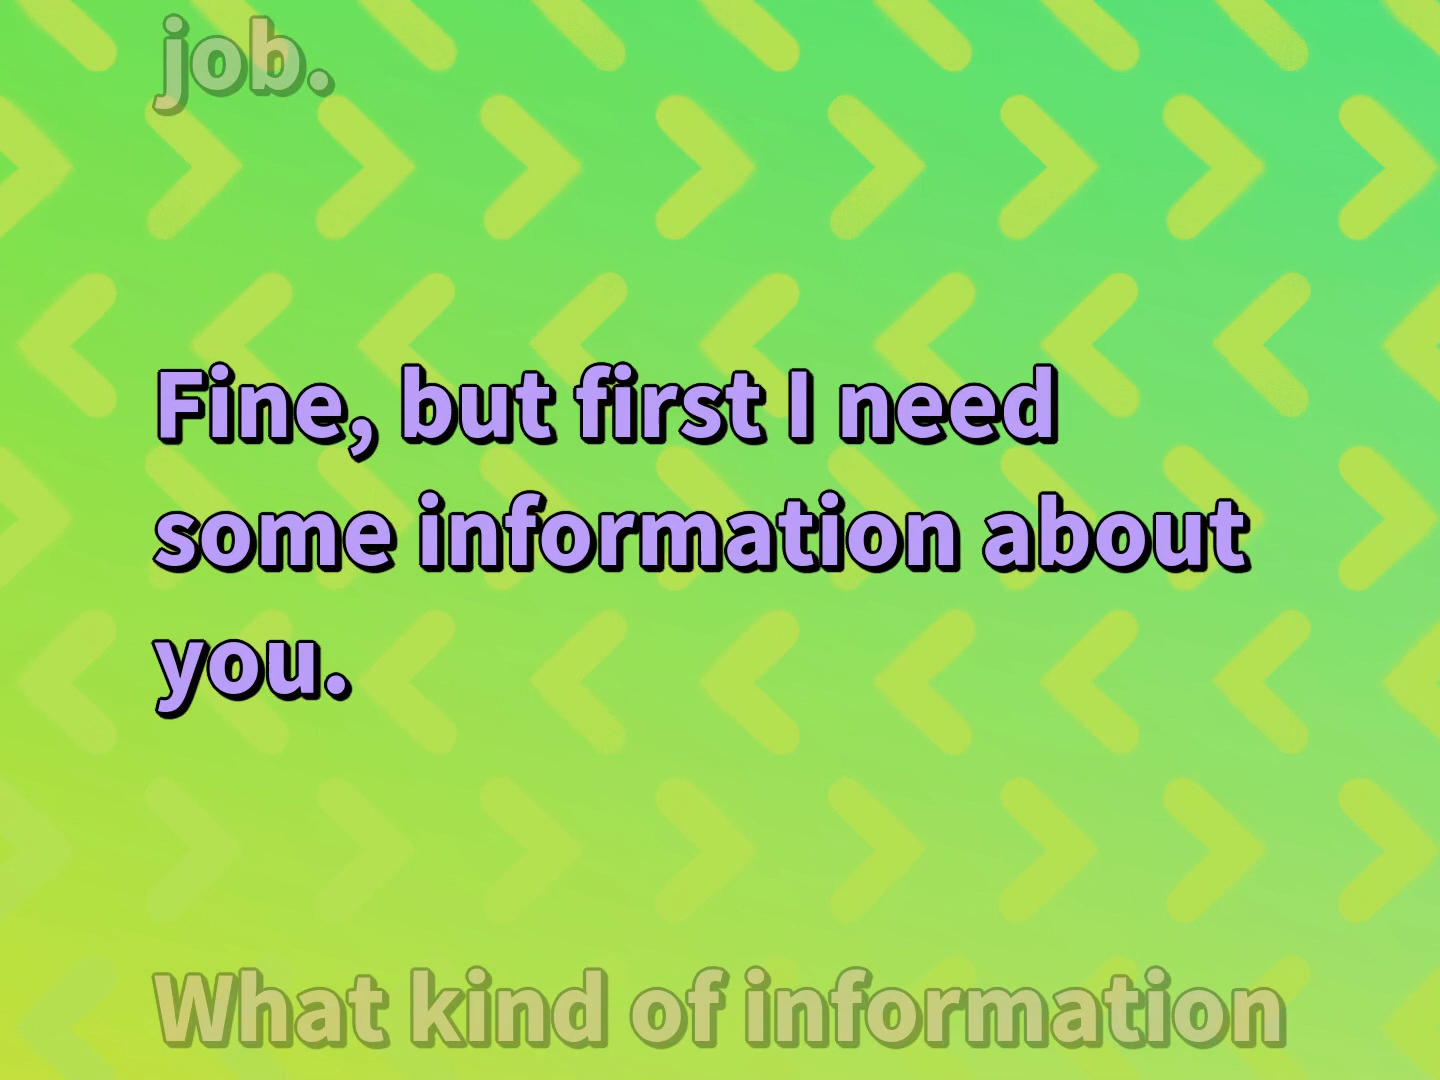 job.
Fine, but first I need
some information about
you.
What kind of information